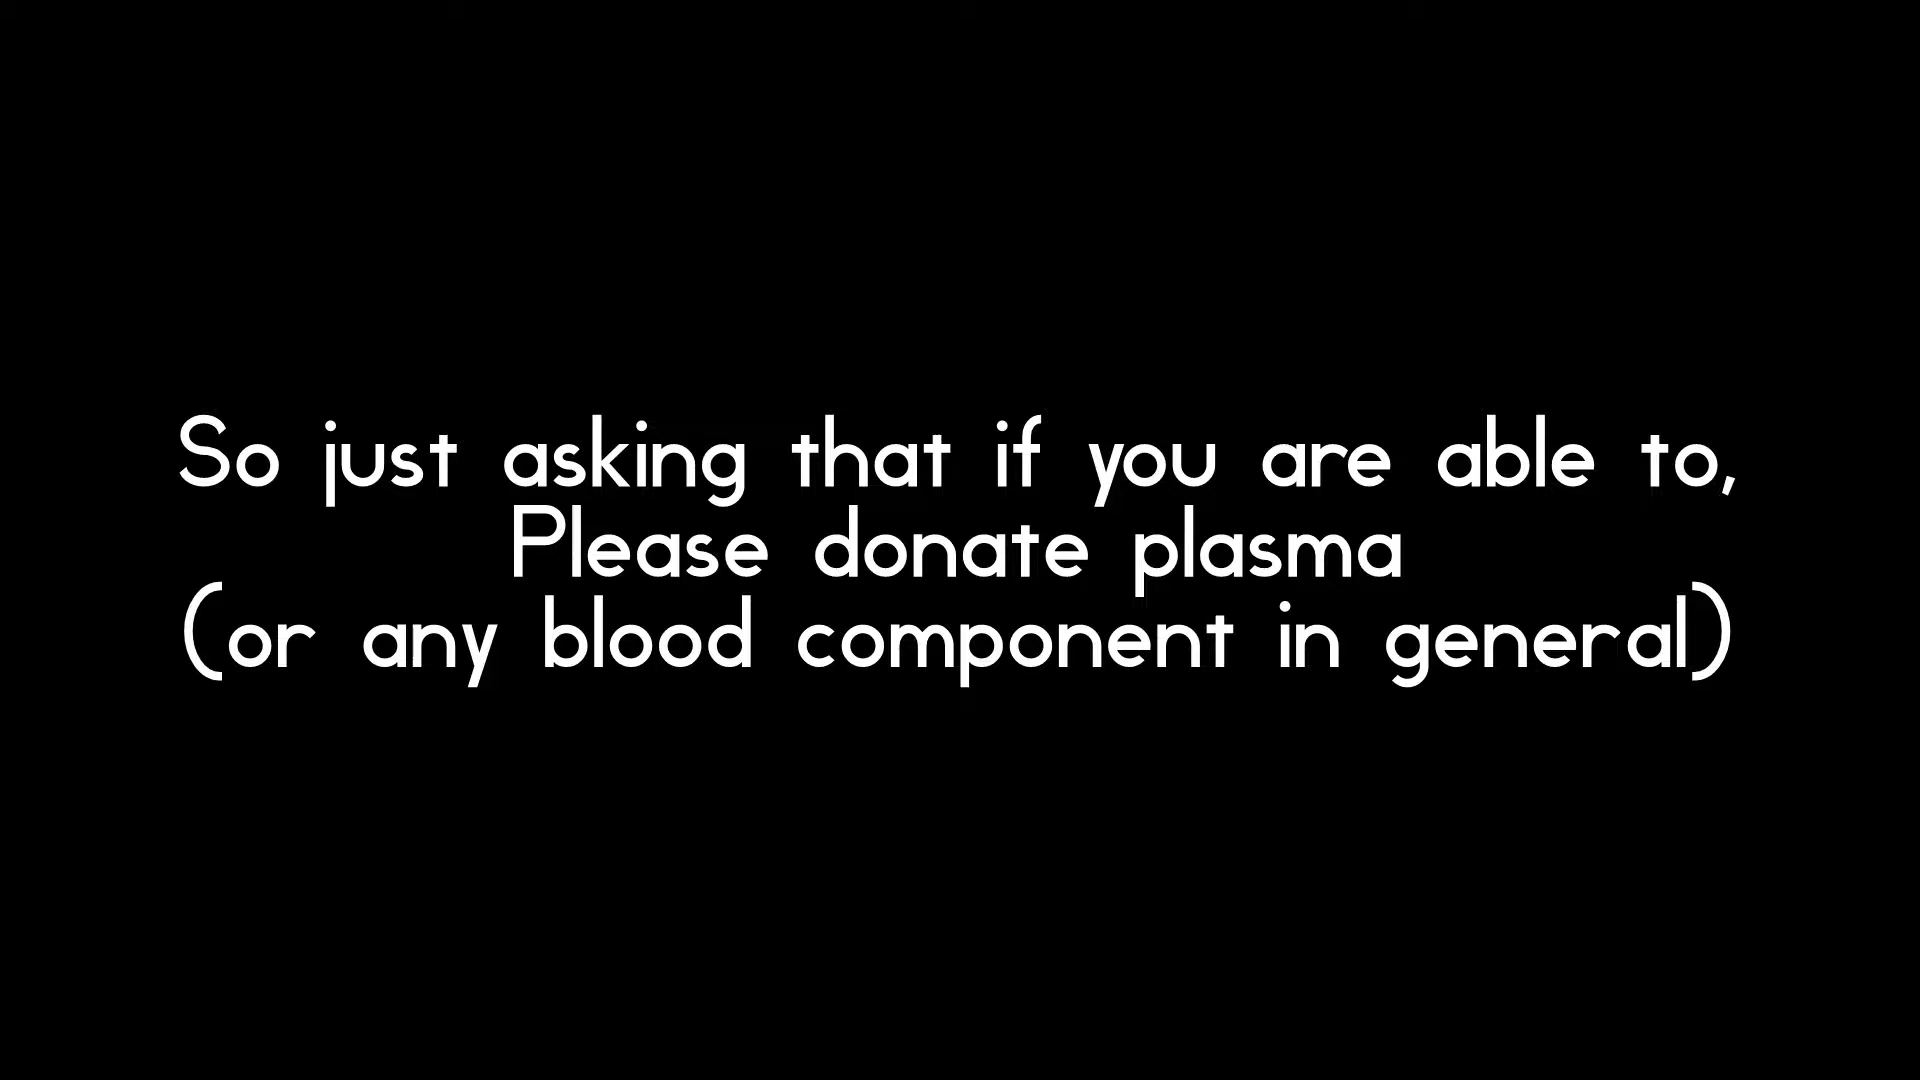 So just asking that if you are able to,
Please donate plasma
(or any blood component in general)